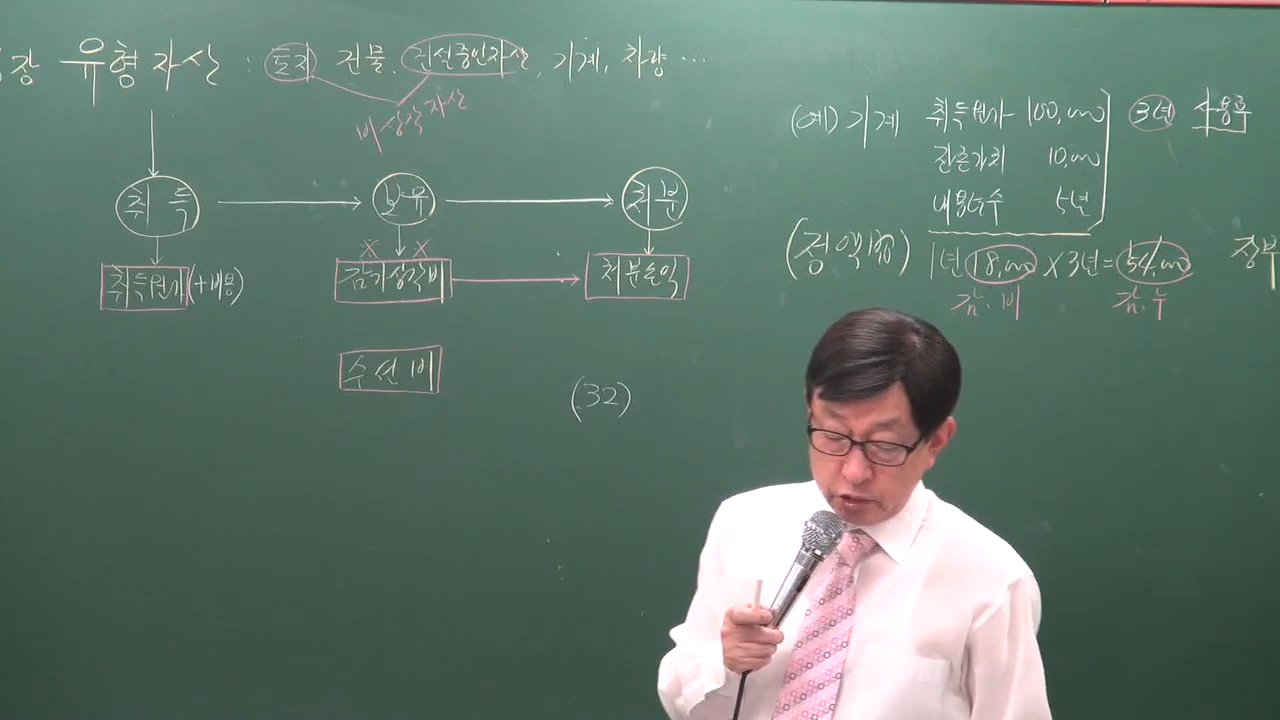 장 유형자산 : 토지 건물, 건설중인자산, 기계, 차량 …
비상각자산
취득 보유 처분
X X
취득원가 (+비용) 감가상각비 처분손익
수선비
(32)
(예) 기계 취득원가 100,000 3년 사용후
잔존가치 10,000
내용년수 5년
(정액법) 1년 18,000 X 3년 = 54,000 장부
감.비 감.누